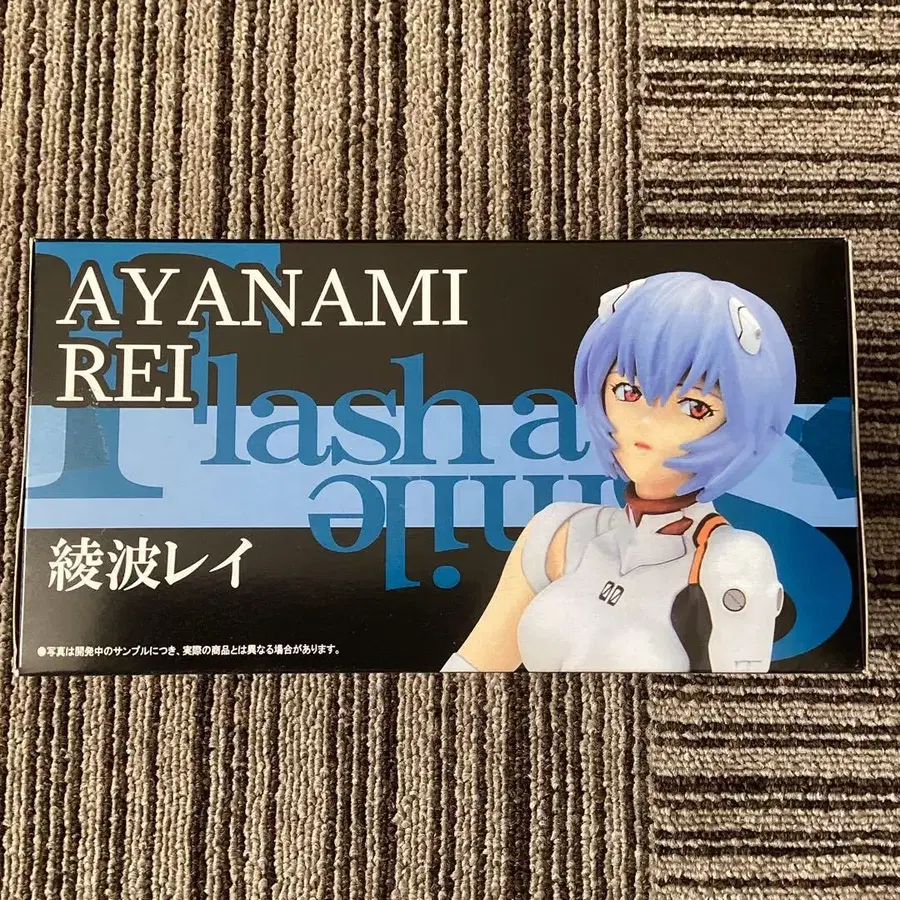 AYANAMI
REI
Flash a
Smile
綾波レイ
●写真は開発中のサンプルにつき、実際の商品とは異なる場合があります。
00